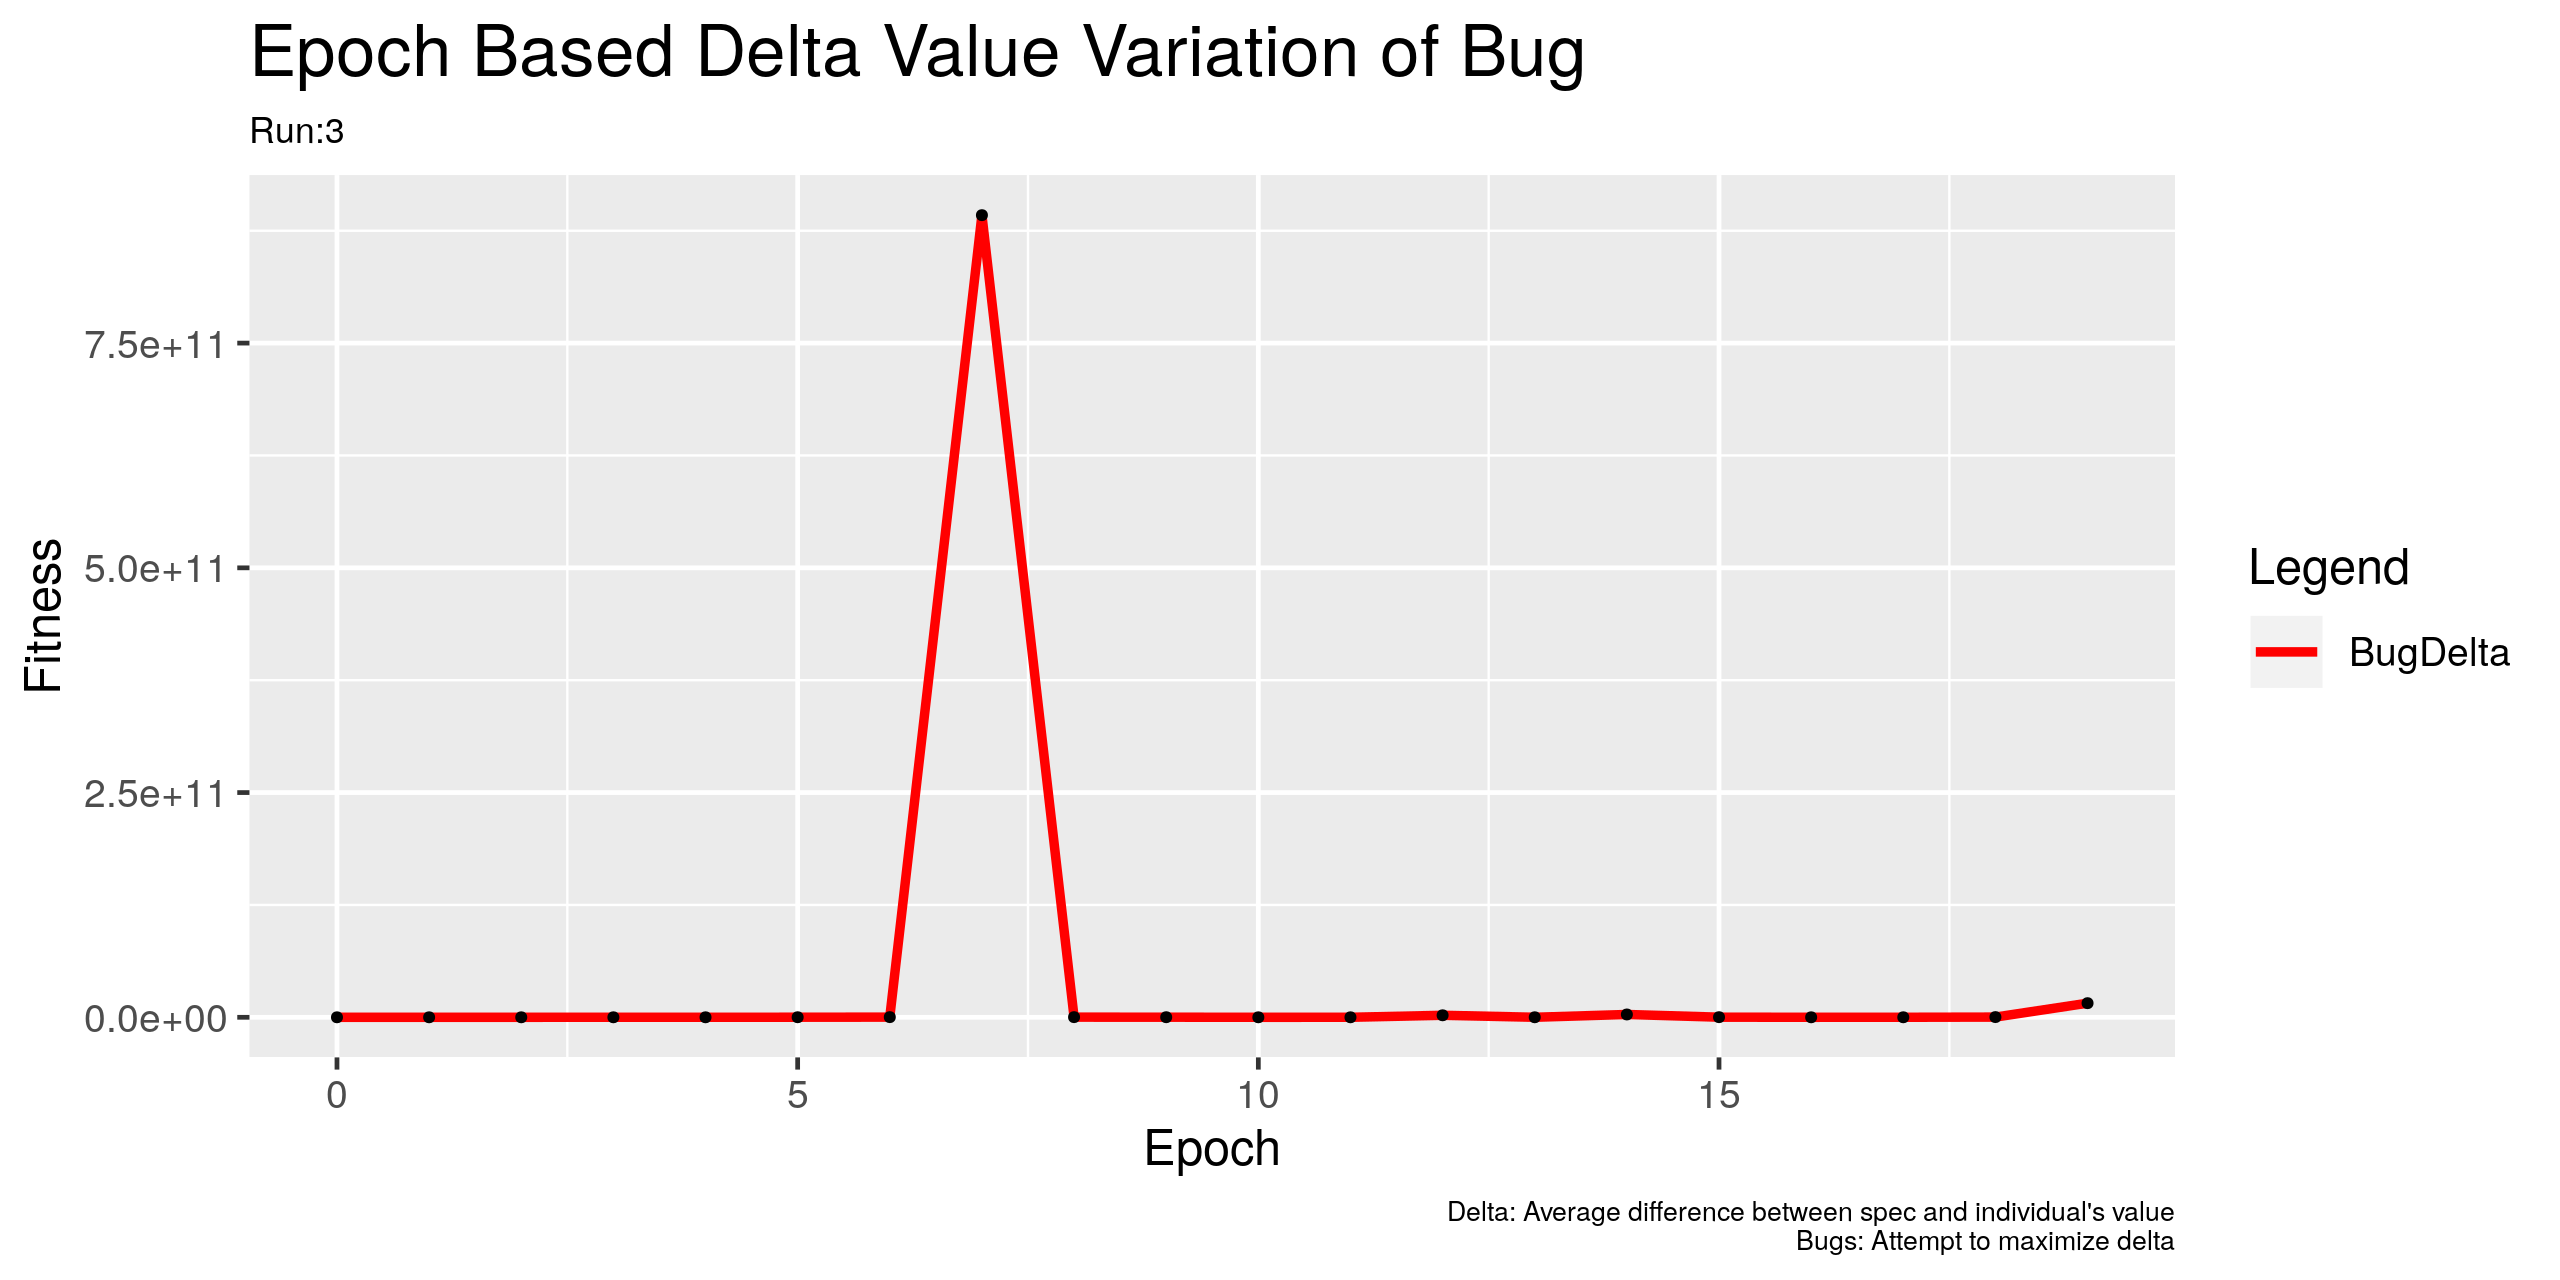 Epoch Based Delta Value Variation of Bug
Run:3
Fitness
7.5e+11
5.0e+11
2.5e+11
0.0e+00
0
5
10
15
Epoch
Legend
BugDelta
Delta: Average difference between spec and individual's value
Bugs: Attempt to maximize delta